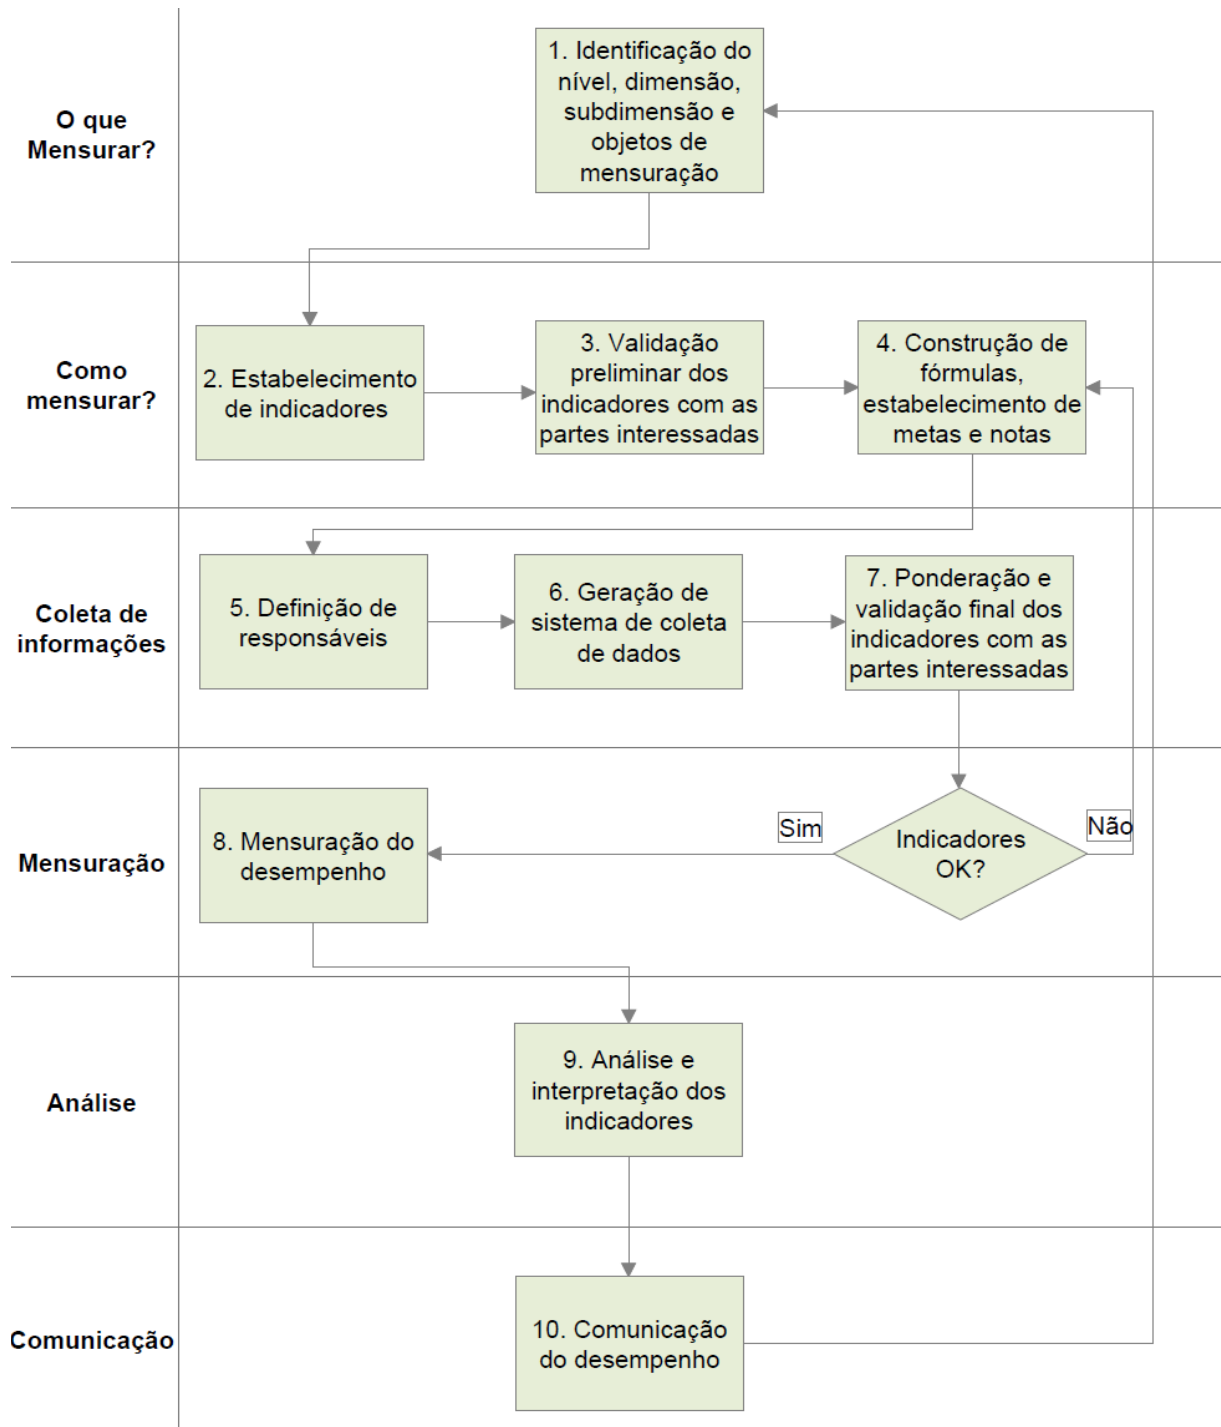 O que
Mensurar?
1. Identificação do
nível, dimensão,
subdimensão e
objetos de
mensuração
Como
mensurar?
2. Estabelecimento
de indicadores
3. Validação
preliminar dos
indicadores com as
partes interessadas
4. Construção de
fórmulas,
estabelecimento de
metas e notas
Coleta de
informações
5. Definição de
responsáveis
6. Geração de
sistema de coleta
de dados
7. Ponderação e
validação final dos
indicadores com as
partes interessadas
Mensuração
8. Mensuração do
desempenho
Sim
Indicadores
OK?
Não
Análise
9. Análise e
interpretação dos
indicadores
Comunicação
10. Comunicação
do desempenho